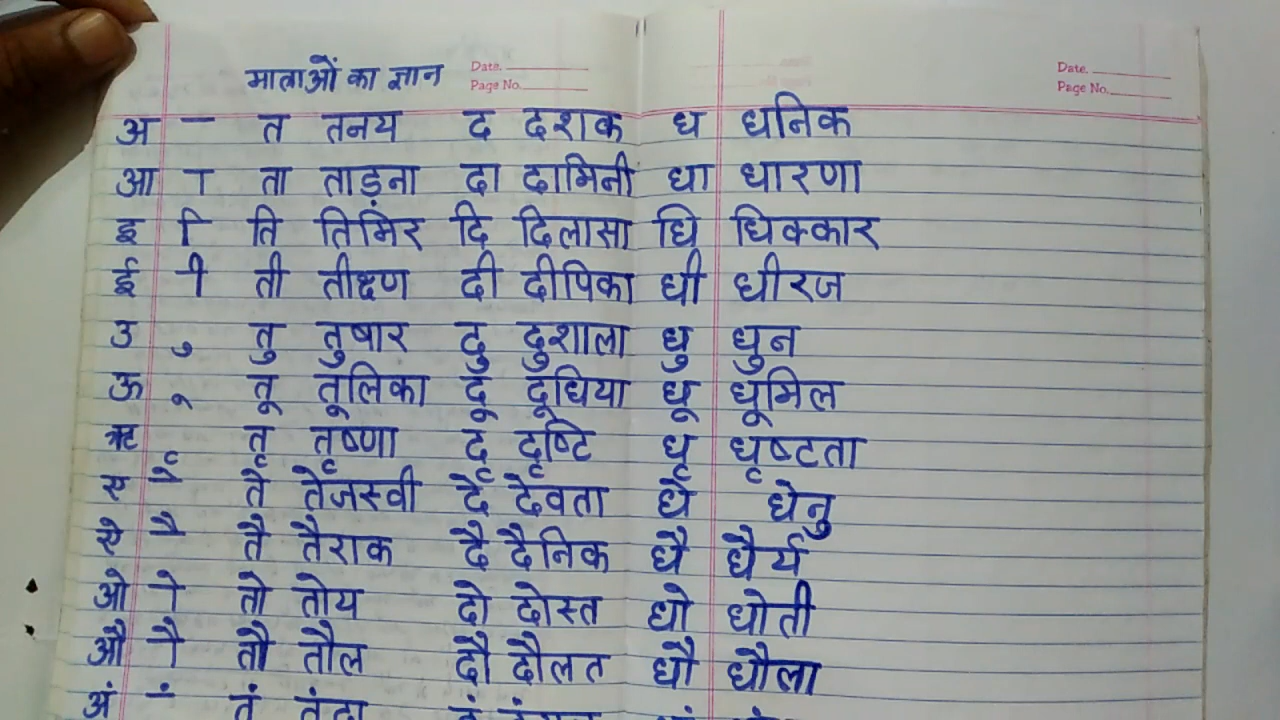 मात्राओं का ज्ञान Date. Page No. Date. Page No.
अ - त तनय द दशक ध धनिक
आ ा ता ताड़ना दा दामिनी धा धारणा
इ ि ति तिमिर दि दिलासा धि धिक्कार
ई ी ती तीक्ष्ण दी दीपिका धी धीरज
उ ु तु तुषार दु दुशाला धु धुन
ऊ ू तू तूलिका दू दूधिया धू धूमिल
ऋ ृ तृ तृष्णा दृ दृष्टि धृ धृष्टता
ए े ते तेजस्वी दे देवता धे धेनु
ऐ ै तै तैराक दै दैनिक धै धैर्य
ओ ो तो तोय दो दोस्त धो धोती
औ ौ तौ तौल दौ दौलत धौ धौला
अं ं तं